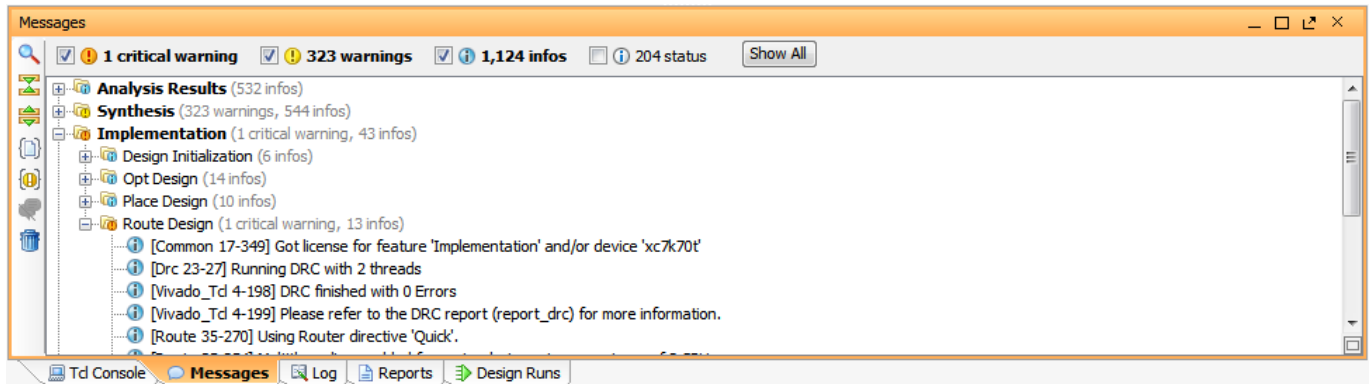 Messages
1 critical warning 323 warnings 1,124 infos 204 status Show All
Analysis Results (532 infos)
Synthesis (323 warnings, 544 infos)
Implementation (1 critical warning, 43 infos)
Design Initialization (6 infos)
Opt Design (14 infos)
Place Design (10 infos)
Route Design (1 critical warning, 13 infos)
[Common 17-349] Got license for feature 'Implementation' and/or device 'xc7k70t'
[Drc 23-27] Running DRC with 2 threads
[Vivado_Tcl 4-198] DRC finished with 0 Errors
[Vivado_Tcl 4-199] Please refer to the DRC report (report_drc) for more information.
[Route 35-270] Using Router directive 'Quick'.
Tcl Console Messages Log Reports Design Runs